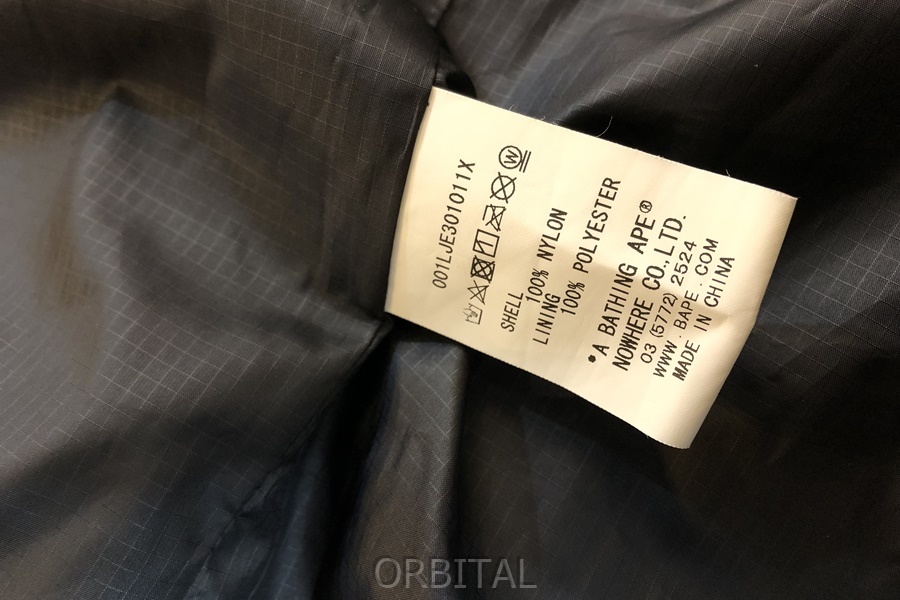 001LJE301011X
W
SHELL
100% NYLON
LINING
100% POLYESTER
*A BATHING APE®
NOWHERE CO.LTD.
03 (5772) 2524
WWW.BAPE.COM
MADE IN CHINA
ORBITAL